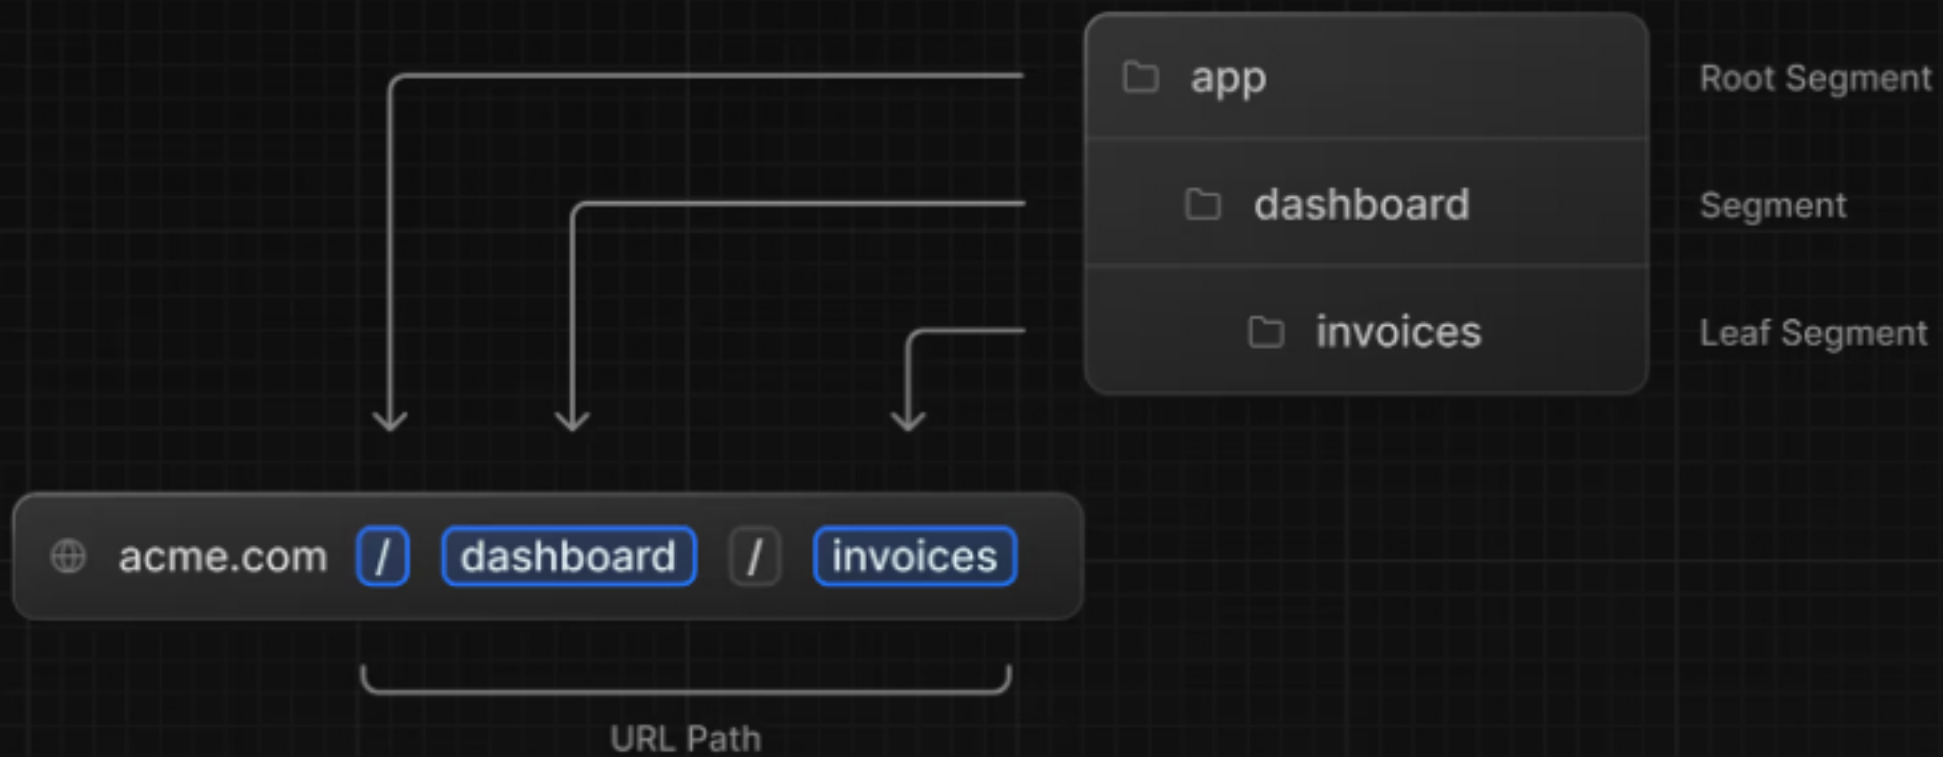 app Root Segment
dashboard Segment
invoices Leaf Segment
acme.com / dashboard / invoices
URL Path